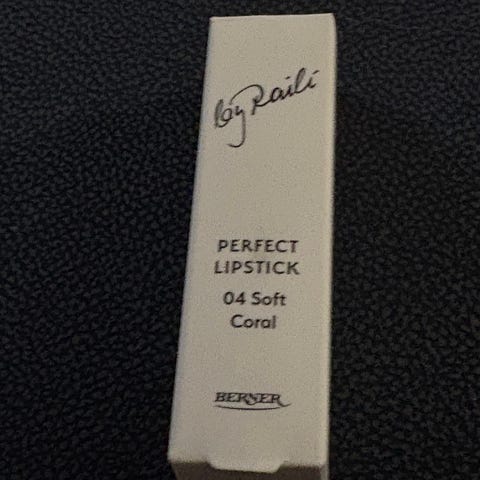 by Raili
PERFECT
LIPSTICK
04 Soft
Coral
BERNER